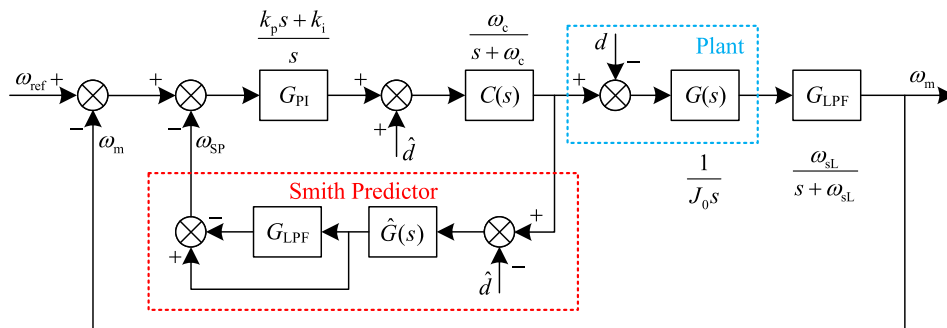 (k_p s + k_i) / s
ω_c / (s + ω_c)
Plant
d
ω_ref + − ω_m
+ −
G_PI
+ +
d̂
C(s)
+ −
G(s)
G_LPF
ω_m
ω_SP
1 / (J_0 s)
ω_sL / (s + ω_sL)
Smith Predictor
− +
G_LPF
Ĝ(s)
+ −
d̂